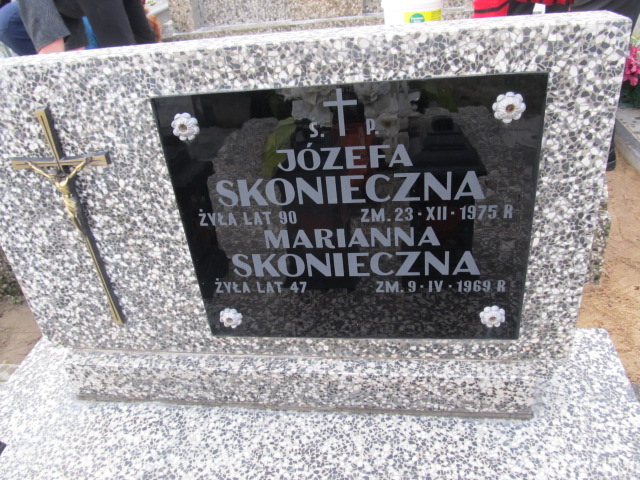 Ś. P.
JÓZEFA
SKONIECZNA
ŻYŁA LAT 90 ZM. 23·XII·1975 R
MARIANNA
SKONIECZNA
ŻYŁA LAT 47 ZM. 9·IV·1969 R